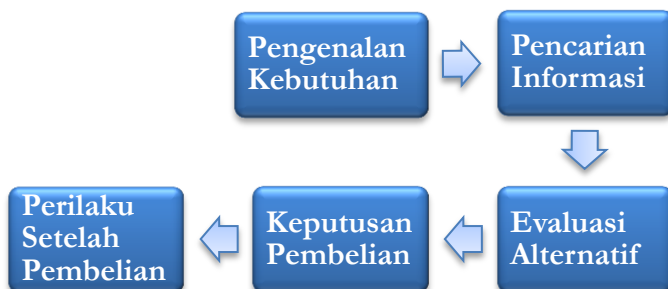 Pengenalan
Kebutuhan
Pencarian
Informasi
Evaluasi
Alternatif
Keputusan
Pembelian
Perilaku
Setelah
Pembelian